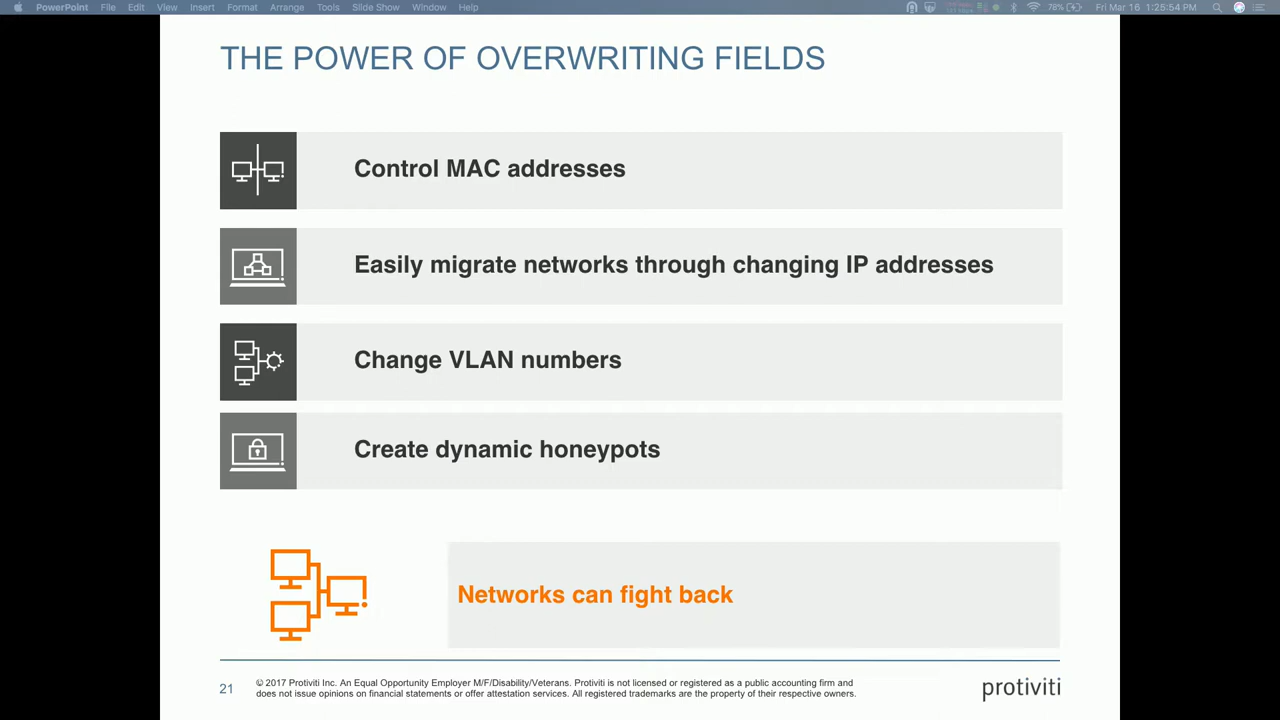 PowerPoint File Edit View Insert Format Arrange Tools Slide Show Window Help 78% Fri Mar 16 1:25:54 PM
THE POWER OF OVERWRITING FIELDS
Control MAC addresses
Easily migrate networks through changing IP addresses
Change VLAN numbers
Create dynamic honeypots
Networks can fight back
21
© 2017 Protiviti Inc. An Equal Opportunity Employer M/F/Disability/Veterans. Protiviti is not licensed or registered as a public accounting firm and
does not issue opinions on financial statements or offer attestation services. All registered trademarks are the property of their respective owners.
protiviti